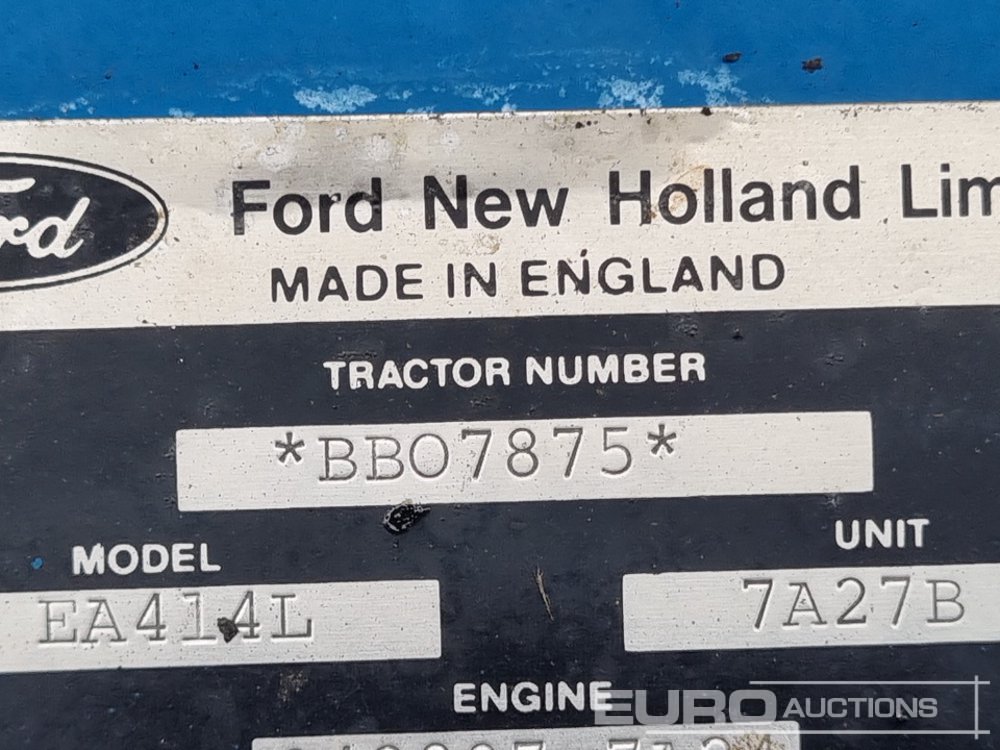 Ford New Holland Lim
MADE IN ENGLAND
TRACTOR NUMBER
*BB07875*
MODEL
UNIT
EA414L
7A27B
ENGINE
EURO AUCTIONS